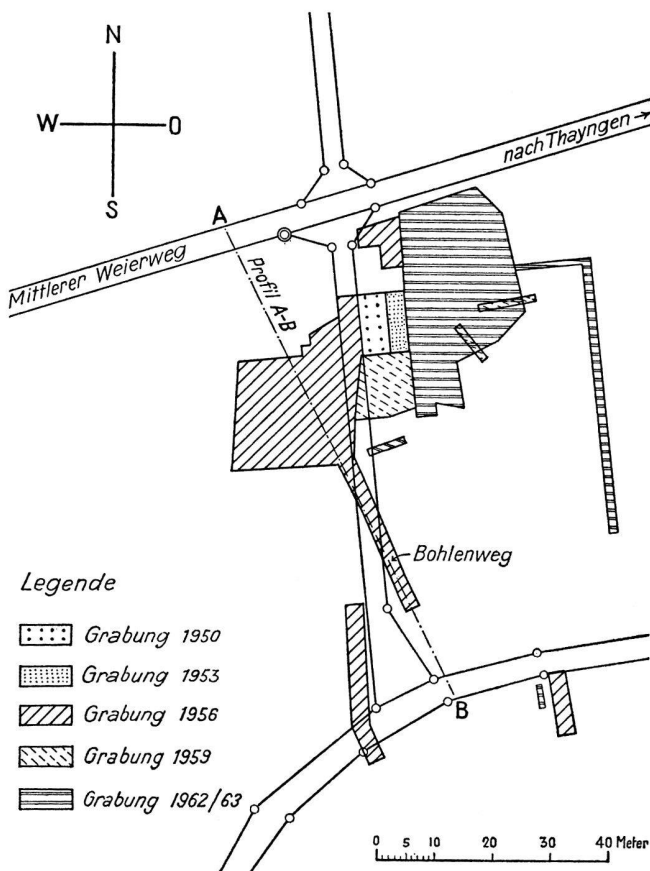 N
W O
S
nach Thayngen
A
Mittlerer Weierweg
Profil A-B
Bohlenweg
B
Legende
Grabung 1950
Grabung 1953
Grabung 1956
Grabung 1959
Grabung 1962/63
0 5 10 20 30 40 Meter